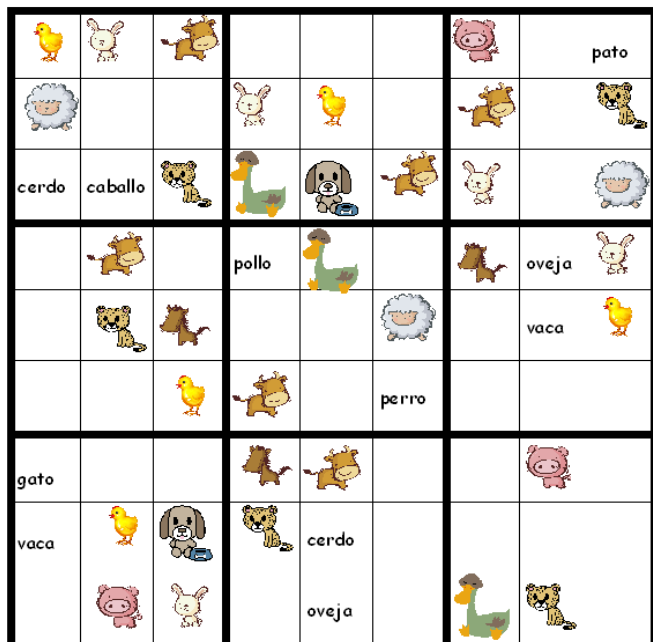 pato
cerdo caballo
pollo oveja
vaca
perro
gato
vaca cerdo
oveja